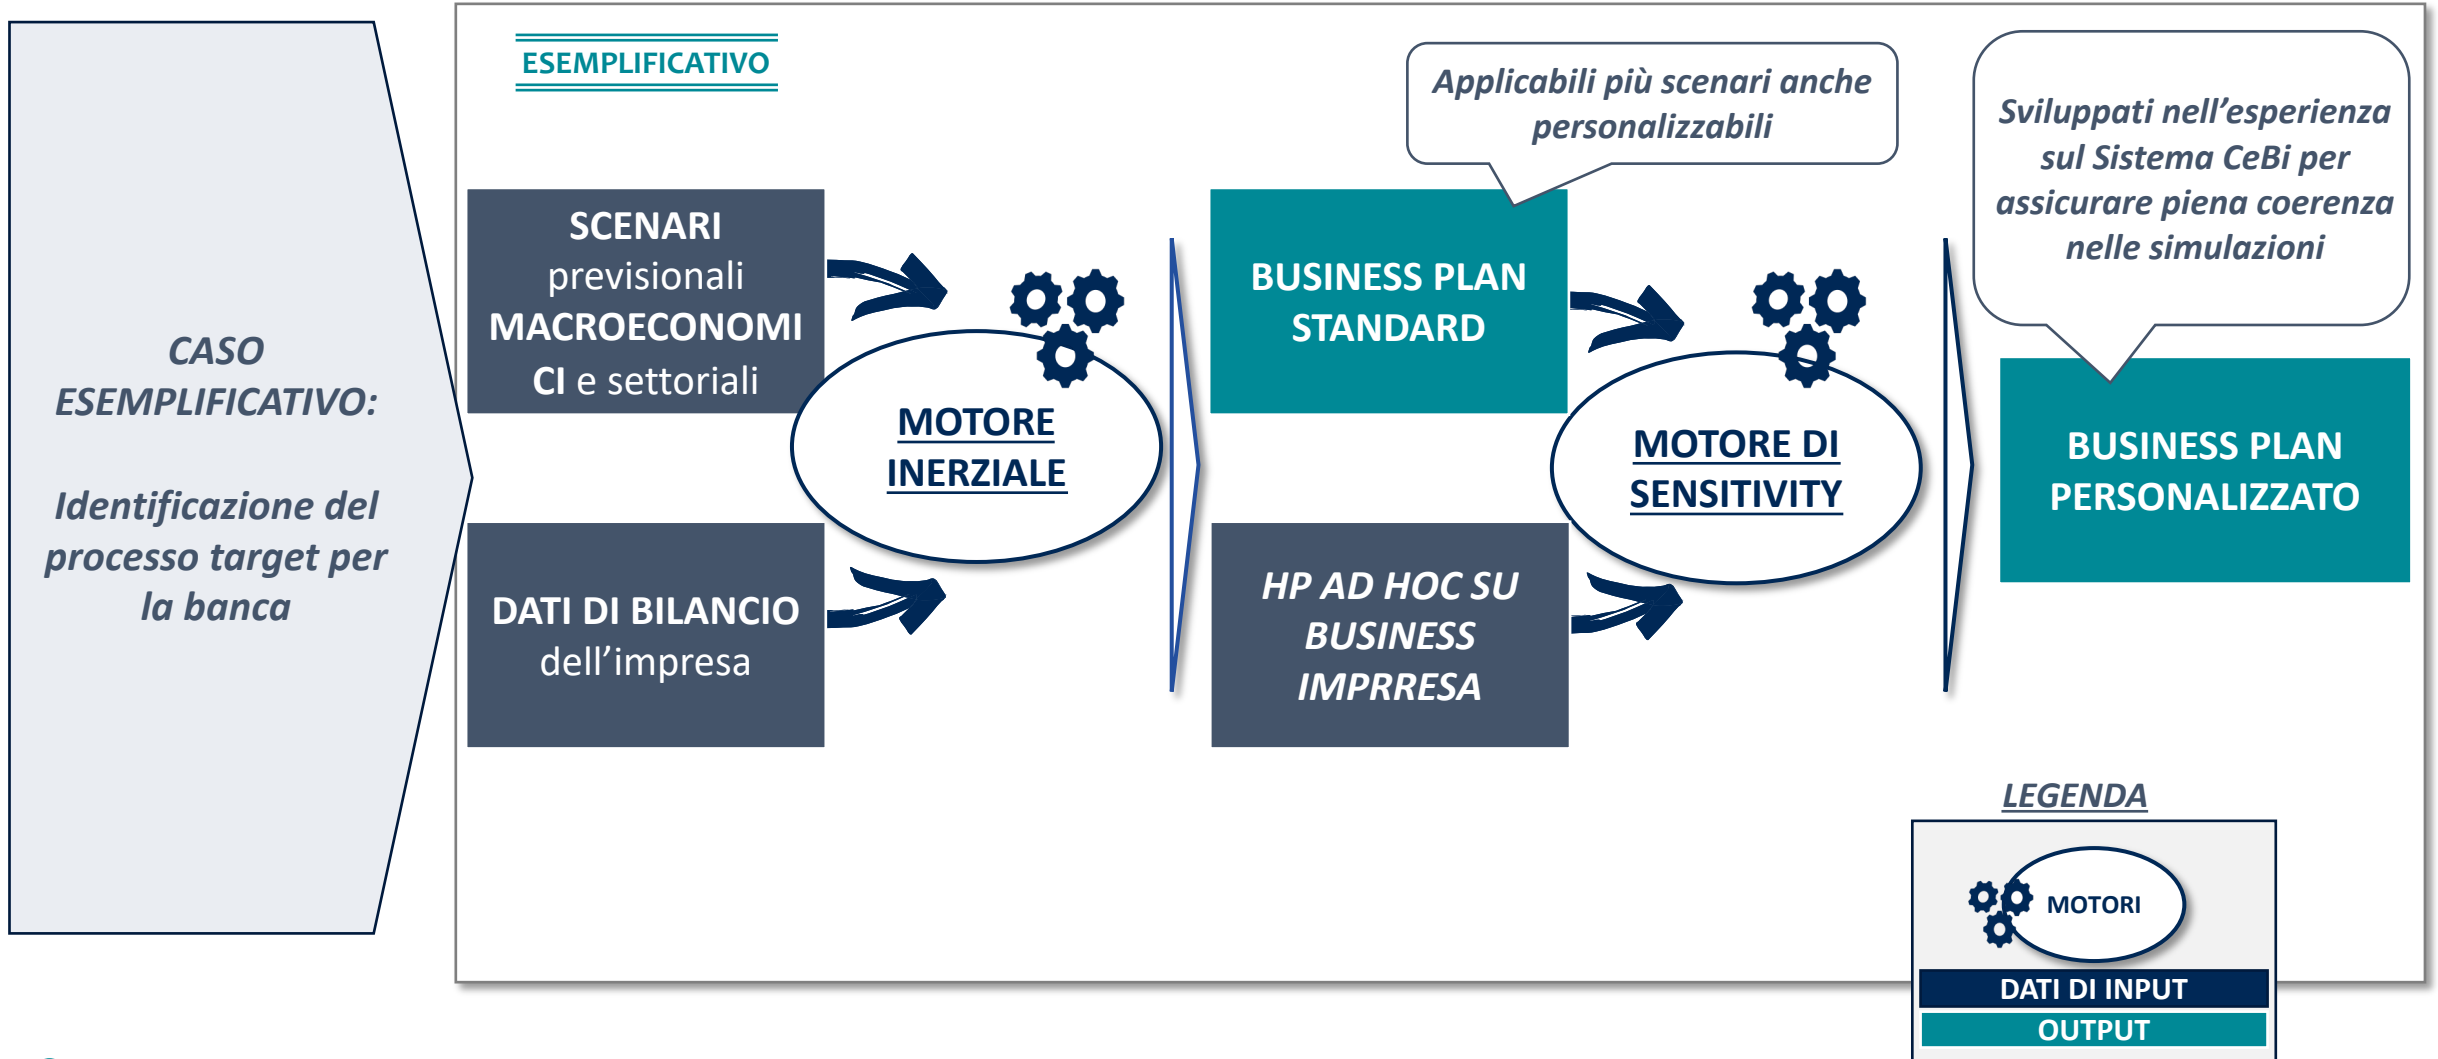 CASO
ESEMPLIFICATIVO:
Identificazione del
processo target per
la banca
ESEMPLIFICATIVO
SCENARI
previsionali
MACROECONOMI
CI e settoriali
DATI DI BILANCIO
dell’impresa
MOTORE
INERZIALE
Applicabili più scenari anche
personalizzabili
BUSINESS PLAN
STANDARD
HP AD HOC SU
BUSINESS
IMPRRESA
MOTORE DI
SENSITIVITY
Sviluppati nell’esperienza
sul Sistema CeBi per
assicurare piena coerenza
nelle simulazioni
BUSINESS PLAN
PERSONALIZZATO
LEGENDA
MOTORI
DATI DI INPUT
OUTPUT